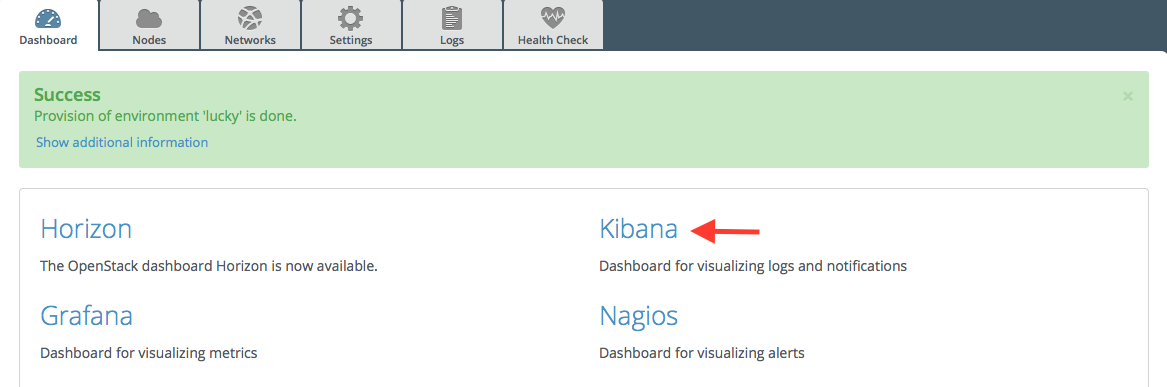 Dashboard
Nodes
Networks
Settings
Logs
Health Check
Success
×
Provision of environment 'lucky' is done.
Show additional information
Horizon
Kibana
The OpenStack dashboard Horizon is now available.
Dashboard for visualizing logs and notifications
Grafana
Nagios
Dashboard for visualizing metrics
Dashboard for visualizing alerts